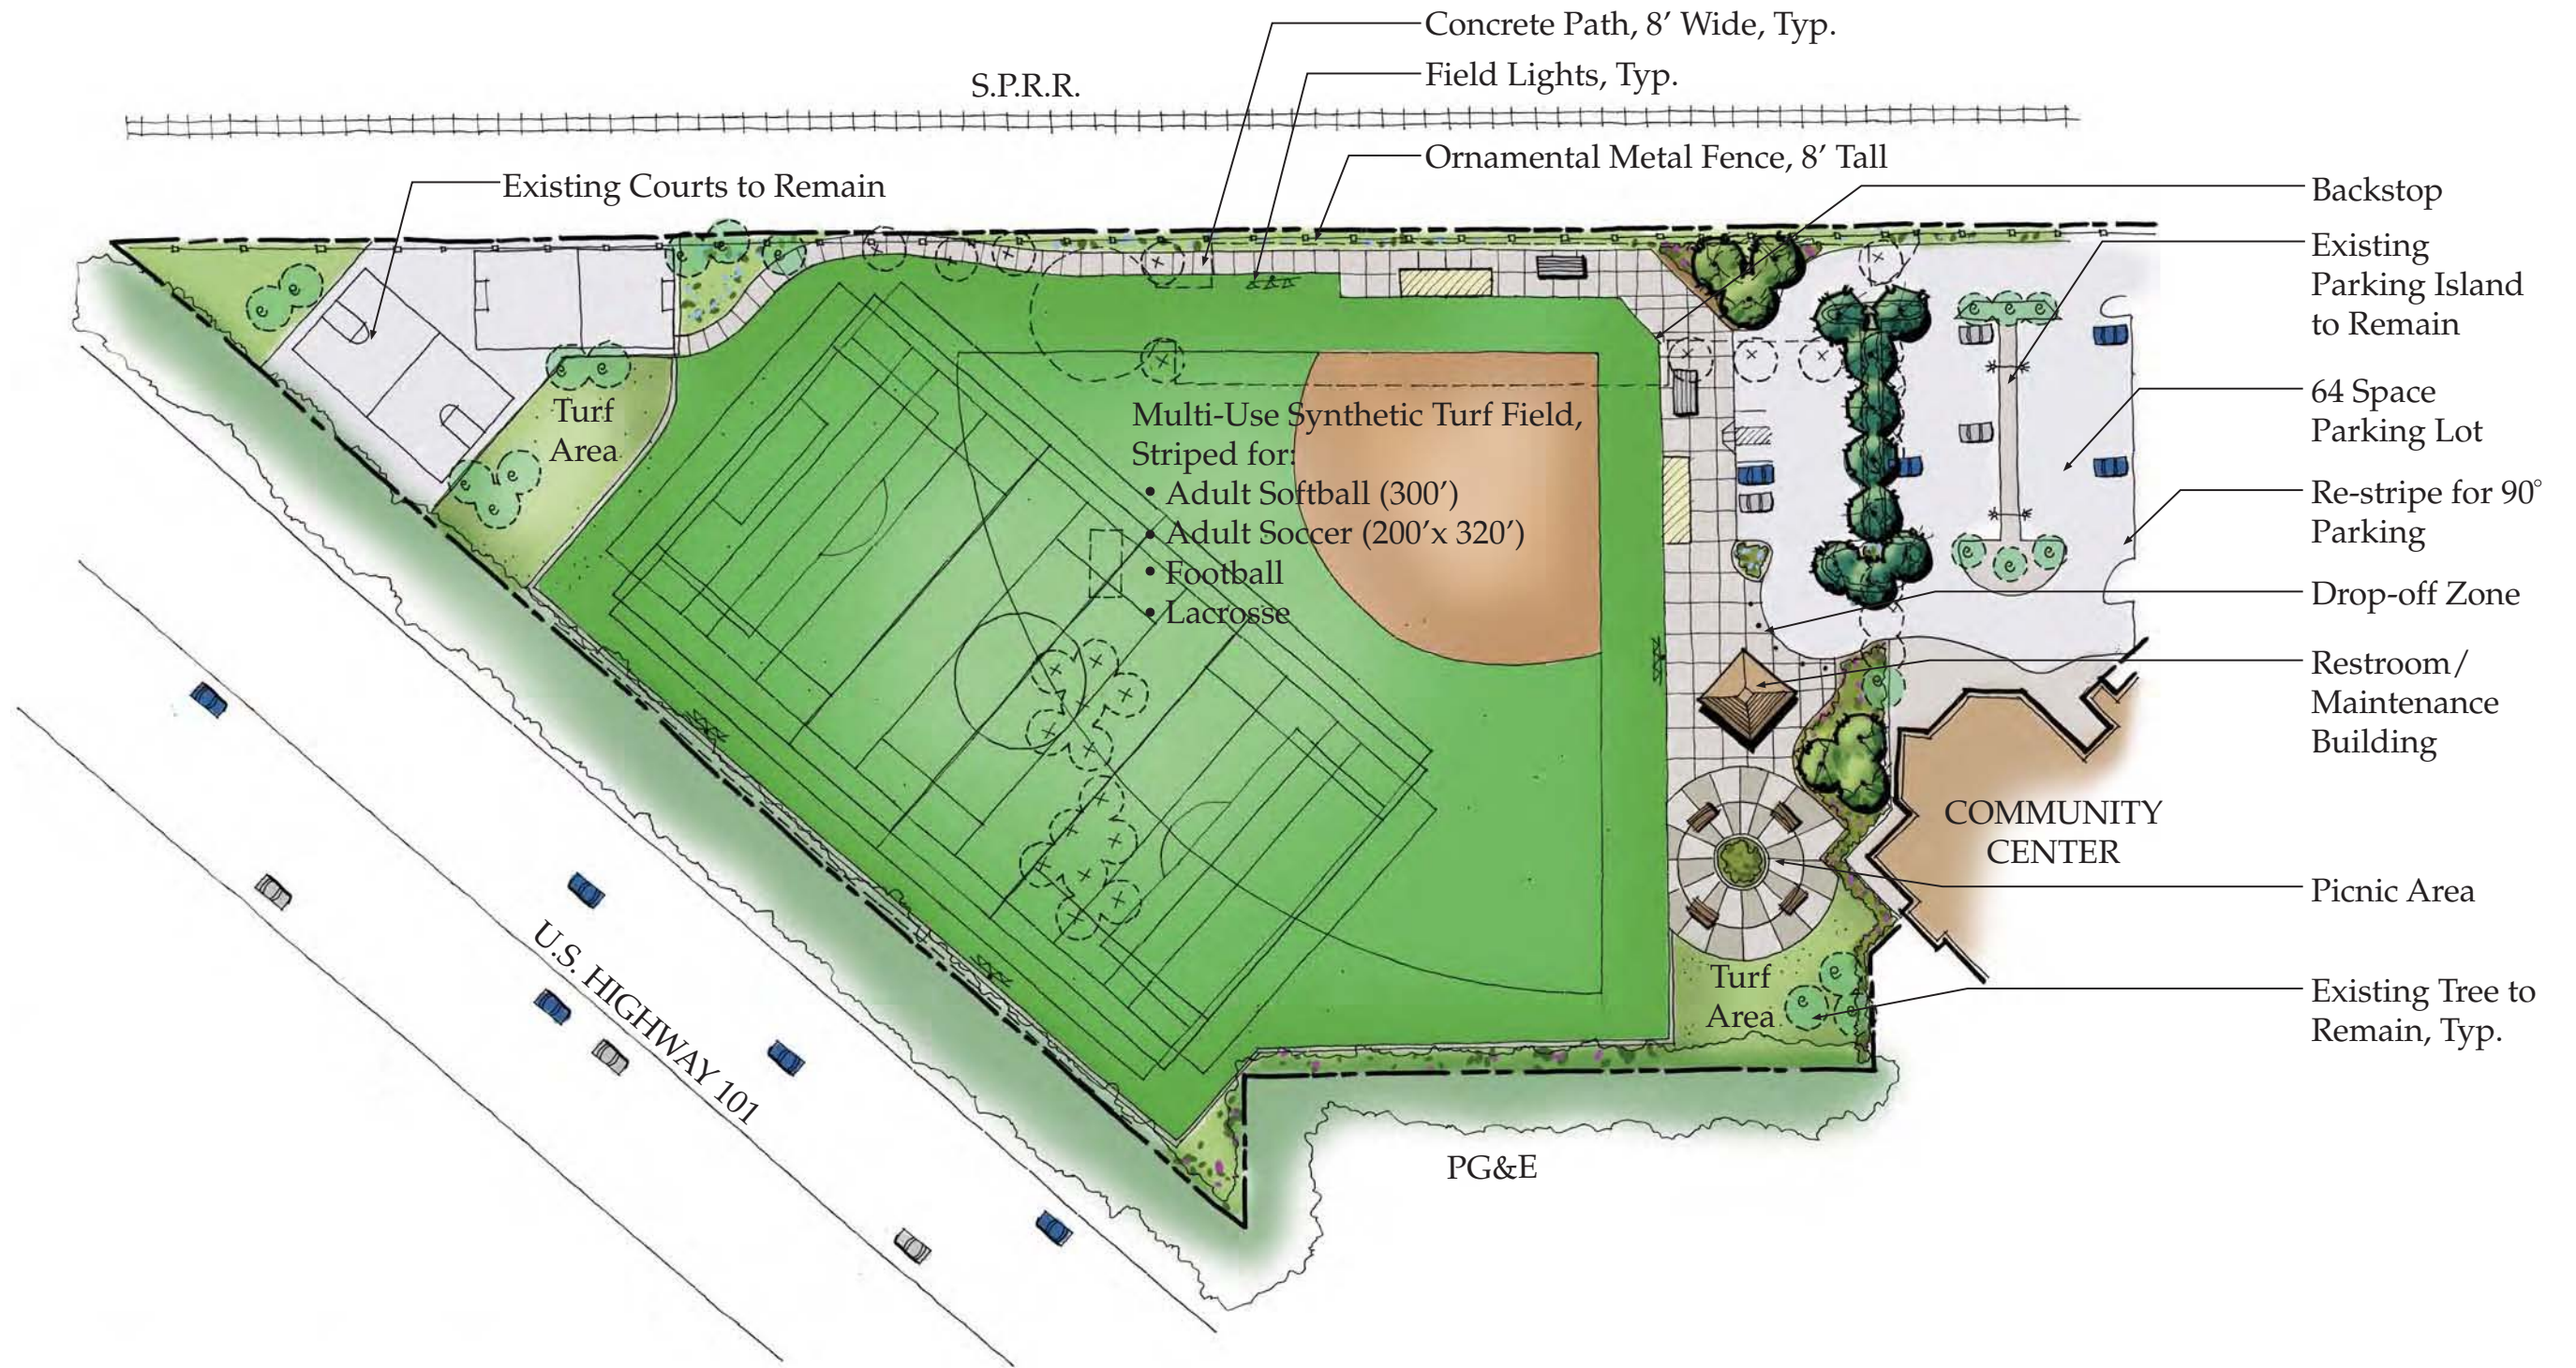 Concrete Path, 8’ Wide, Typ.
Field Lights, Typ.
S.P.R.R.
Ornamental Metal Fence, 8’ Tall
Existing Courts to Remain
Backstop
Existing
Parking Island
to Remain
64 Space
Parking Lot
Re-stripe for 90°
Parking
Drop-off Zone
Restroom/
Maintenance
Building
Picnic Area
Existing Tree to
Remain, Typ.
Turf
Area
Multi-Use Synthetic Turf Field,
Striped for:
• Adult Softball (300’)
• Adult Soccer (200’x 320’)
• Football
• Lacrosse
COMMUNITY
CENTER
Turf
Area
U.S. HIGHWAY 101
PG&E